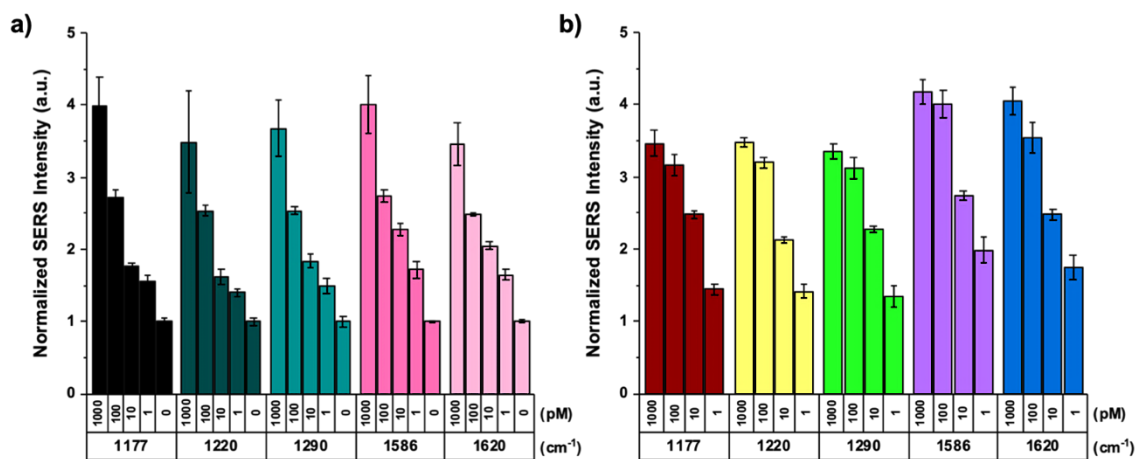 a)
Normalized SERS Intensity (a.u.)
5
4
3
2
1
0
1000 100 10 1 0 1000 100 10 1 0 1000 100 10 1 0 1000 100 10 1 0 1000 100 10 1 0 (pM)
1177 1220 1290 1586 1620 (cm⁻¹)
b)
Normalized SERS Intensity (a.u.)
5
4
3
2
1
0
1000 100 10 1 1000 100 10 1 1000 100 10 1 1000 100 10 1 1000 100 10 1 (pM)
1177 1220 1290 1586 1620 (cm⁻¹)